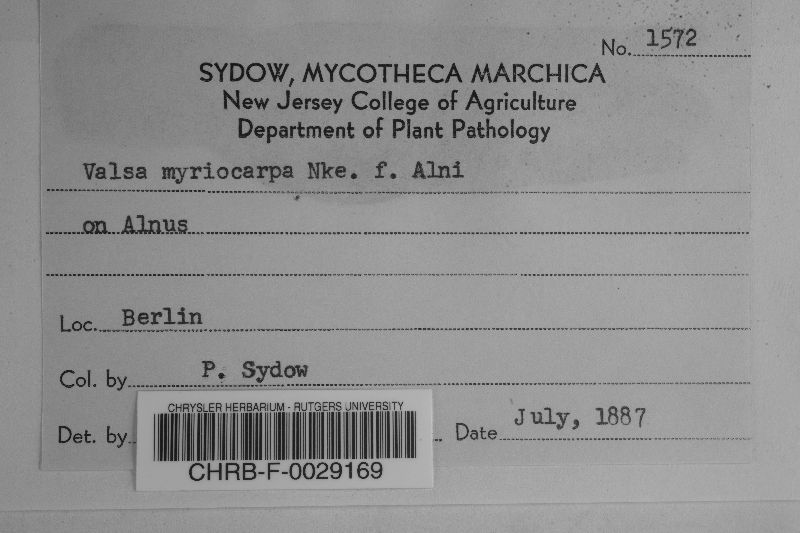 No. 1572
SYDOW, MYCOTHECA MARCHICA
New Jersey College of Agriculture
Department of Plant Pathology
Valsa myriocarpa Nke. f. Alni
on Alnus
Loc. Berlin
Col. by P. Sydow
Det. by Date July, 1887
CHRYSLER HERBARIUM - RUTGERS UNIVERSITY
CHRB-F-0029169